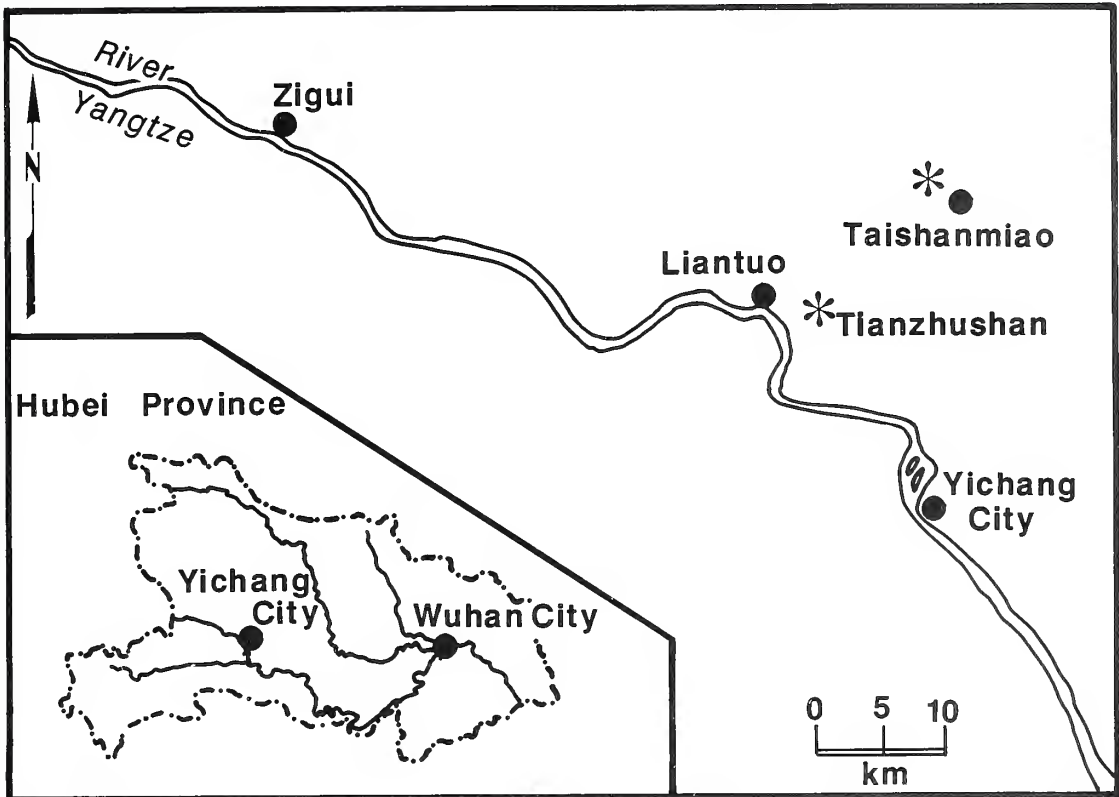 River
Yangtze
Zigui
N
Taishanmiao
Liantuo
Tianzhushan
Hubei Province
Yichang
City
Yichang
City
Wuhan City
0 5 10
km